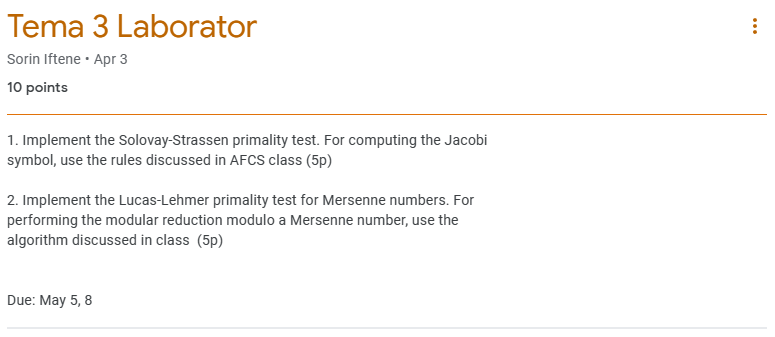 Tema 3 Laborator
Sorin Iftene • Apr 3
10 points
1. Implement the Solovay-Strassen primality test. For computing the Jacobi
symbol, use the rules discussed in AFCS class (5p)
2. Implement the Lucas-Lehmer primality test for Mersenne numbers. For
performing the modular reduction modulo a Mersenne number, use the
algorithm discussed in class  (5p)
Due: May 5, 8